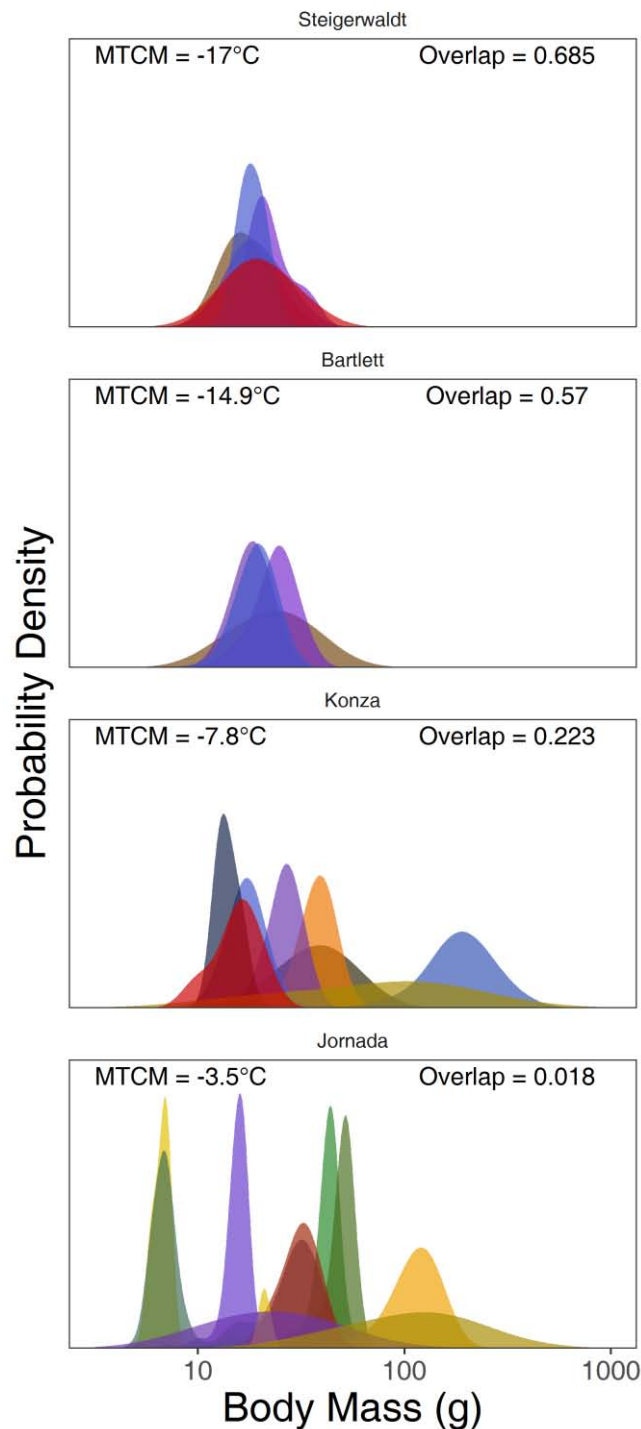 Steigerwaldt
MTCM = -17°C Overlap = 0.685
Bartlett
MTCM = -14.9°C Overlap = 0.57
Probability Density
Konza
MTCM = -7.8°C Overlap = 0.223
Jornada
MTCM = -3.5°C Overlap = 0.018
10 100 1000
Body Mass (g)